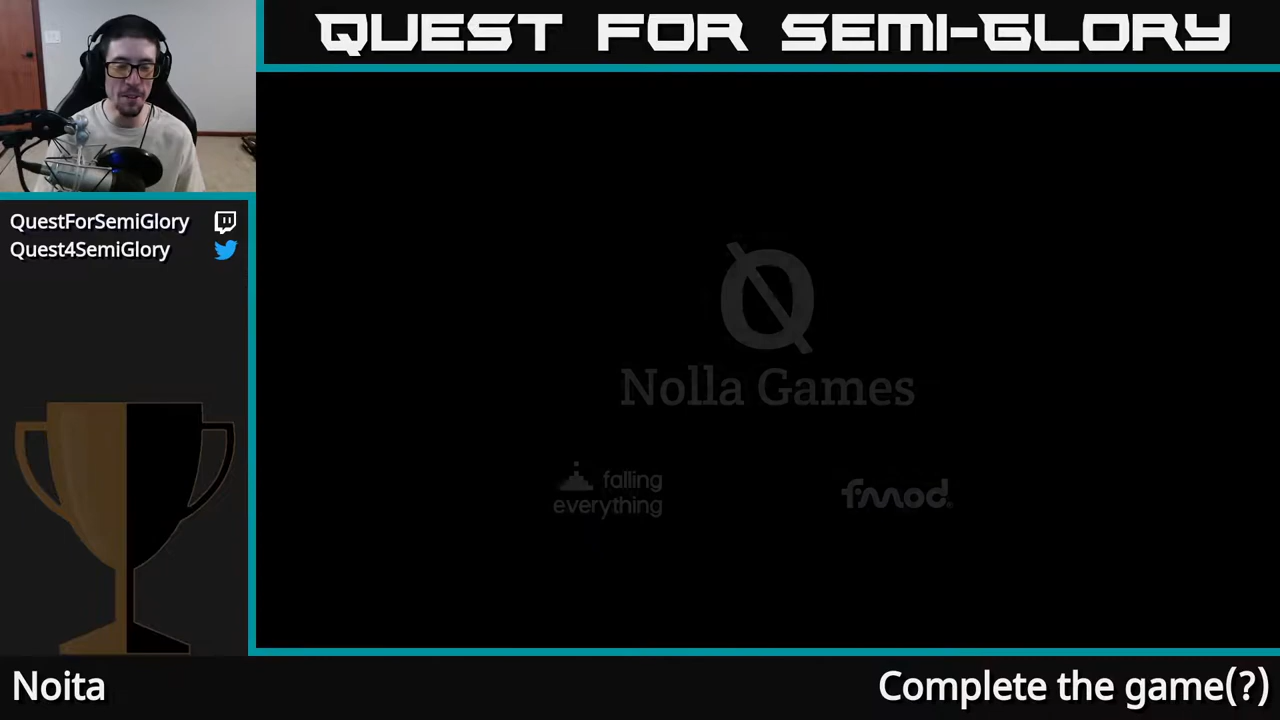 QUEST FOR SEMI-GLORY
QuestForSemiGlory
Quest4SemiGlory
Nolla Games
falling
everything
fmod
Noita
Complete the game(?)